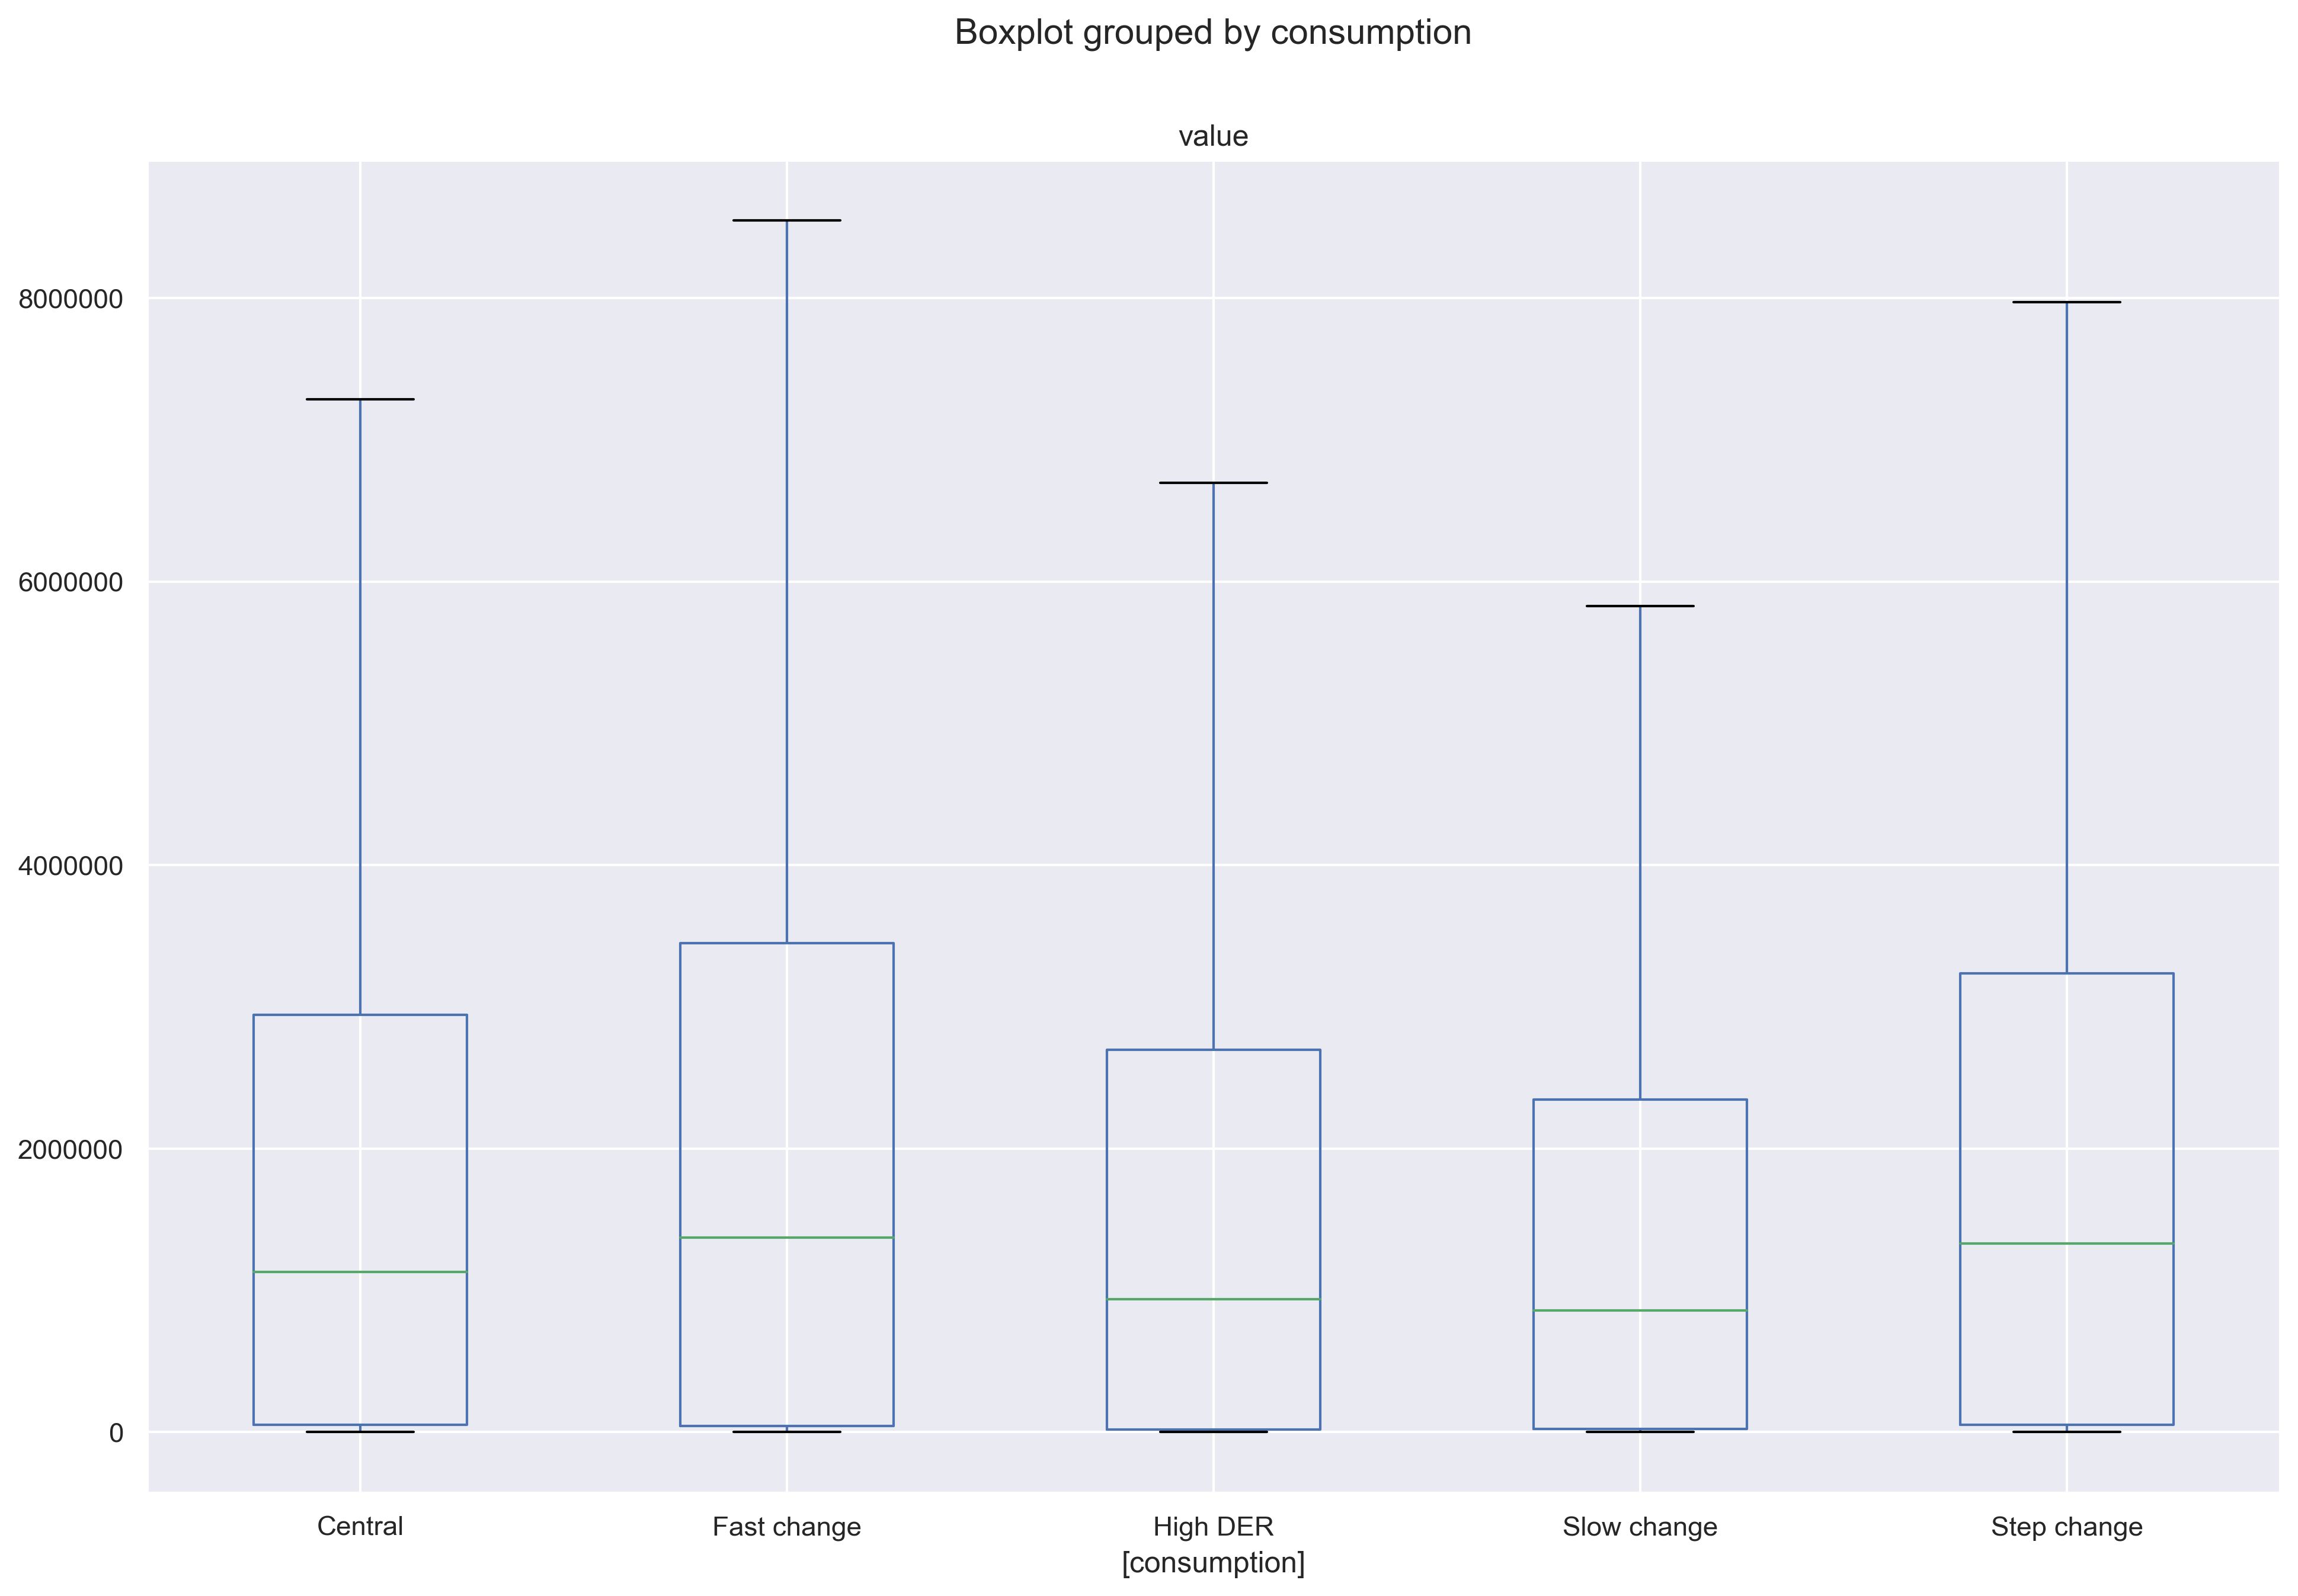 Boxplot grouped by consumption
value
8000000
6000000
4000000
2000000
0
Central Fast change High DER Slow change Step change
[consumption]